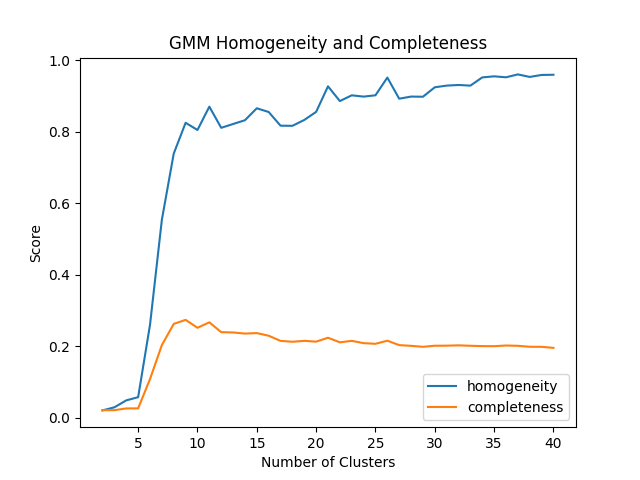 GMM Homogeneity and Completeness
1.0
0.8
0.6
0.4
0.2
0.0
Score
5 10 15 20 25 30 35 40
Number of Clusters
homogeneity
completeness